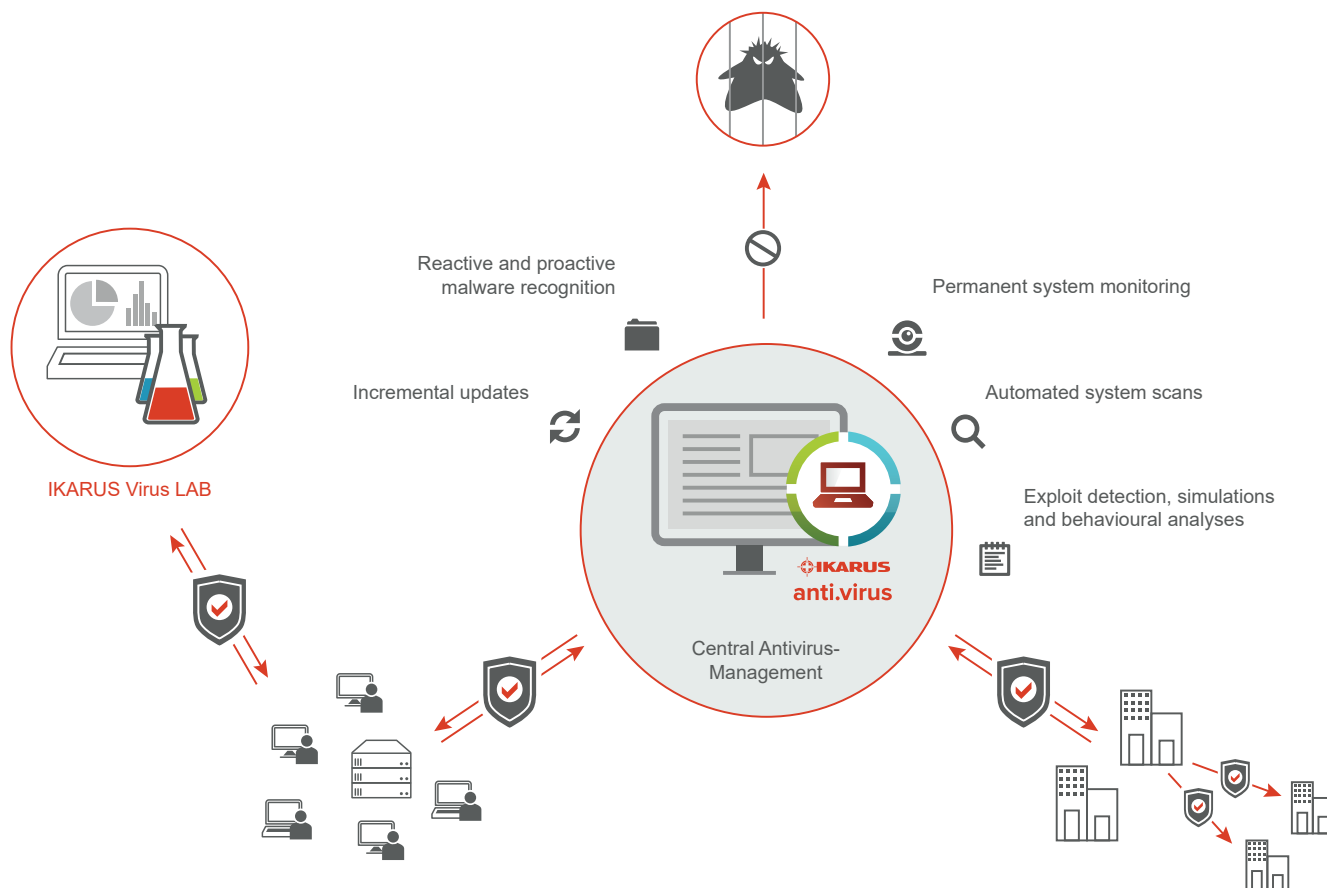 Reactive and proactive
malware recognition
Permanent system monitoring
Incremental updates
Automated system scans
IKARUS Virus LAB
Exploit detection, simulations
and behavioural analyses
IKARUS
anti.virus
Central Antivirus-
Management